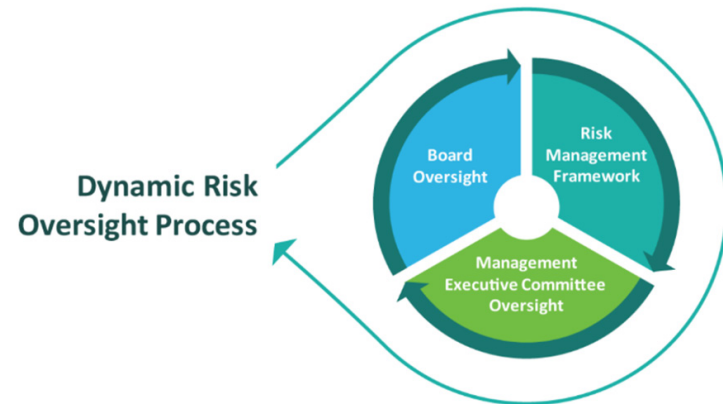 Dynamic Risk
Oversight Process
Board
Oversight
Risk
Management
Framework
Management
Executive Committee
Oversight